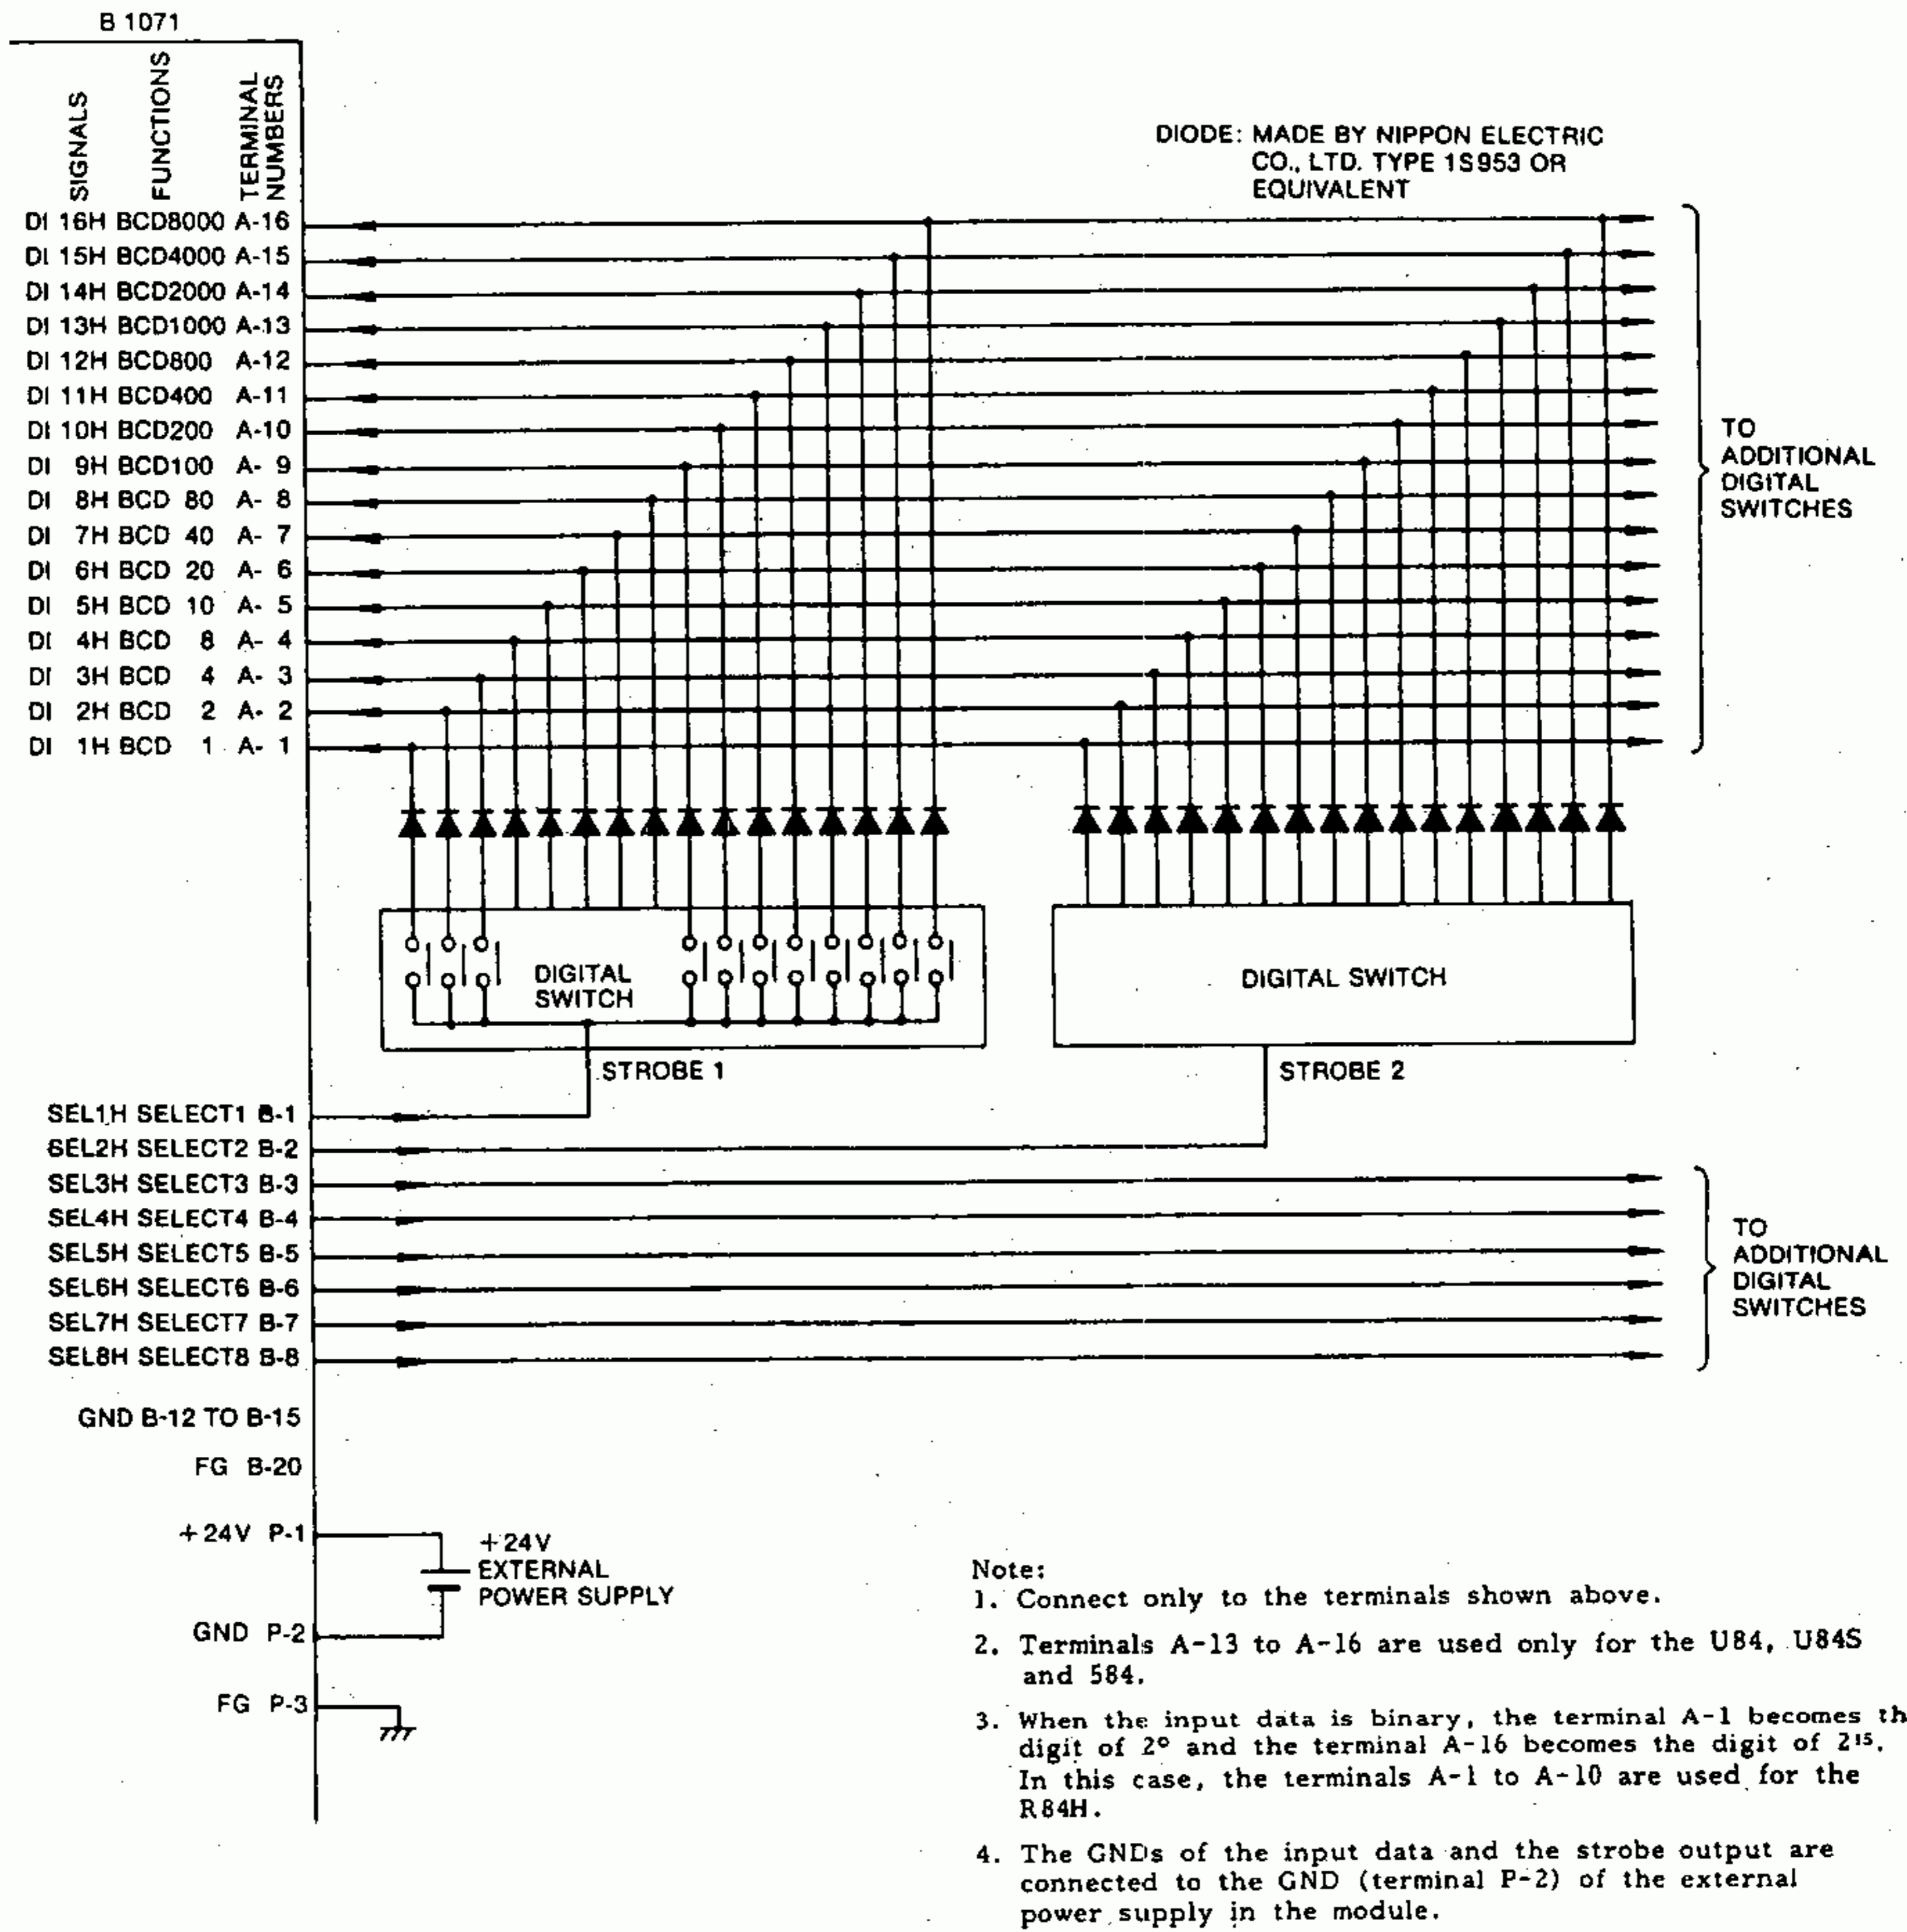 B 1071
SIGNALS
FUNCTIONS
TERMINAL
NUMBERS
DIODE: MADE BY NIPPON ELECTRIC
CO., LTD. TYPE 1S953 OR
EQUIVALENT
DI 16H BCD8000 A-16
DI 15H BCD4000 A-15
DI 14H BCD2000 A-14
DI 13H BCD1000 A-13
DI 12H BCD800 A-12
DI 11H BCD400 A-11
DI 10H BCD200 A-10
DI 9H BCD100 A- 9
DI 8H BCD 80 A- 8
DI 7H BCD 40 A- 7
DI 6H BCD 20 A- 6
DI 5H BCD 10 A- 5
DI 4H BCD 8 A- 4
DI 3H BCD 4 A- 3
DI 2H BCD 2 A- 2
DI 1H BCD 1 A- 1
TO
ADDITIONAL
DIGITAL
SWITCHES
DIGITAL
SWITCH
DIGITAL SWITCH
STROBE 1
STROBE 2
SEL1H SELECT1 B-1
SEL2H SELECT2 B-2
SEL3H SELECT3 B-3
SEL4H SELECT4 B-4
SEL5H SELECT5 B-5
SEL6H SELECT6 B-6
SEL7H SELECT7 B-7
SEL8H SELECT8 B-8
TO
ADDITIONAL
DIGITAL
SWITCHES
GND B-12 TO B-15
FG B-20
+24V P-1
+24V
EXTERNAL
POWER SUPPLY
GND P-2
FG P-3
Note:
1. Connect only to the terminals shown above.
2. Terminals A-13 to A-16 are used only for the U84, U84S
and 584.
3. When the input data is binary, the terminal A-1 becomes th
digit of 2⁰ and the terminal A-16 becomes the digit of 2¹⁵.
In this case, the terminals A-1 to A-10 are used for the
R84H.
4. The GNDs of the input data and the strobe output are
connected to the GND (terminal P-2) of the external
power supply in the module.